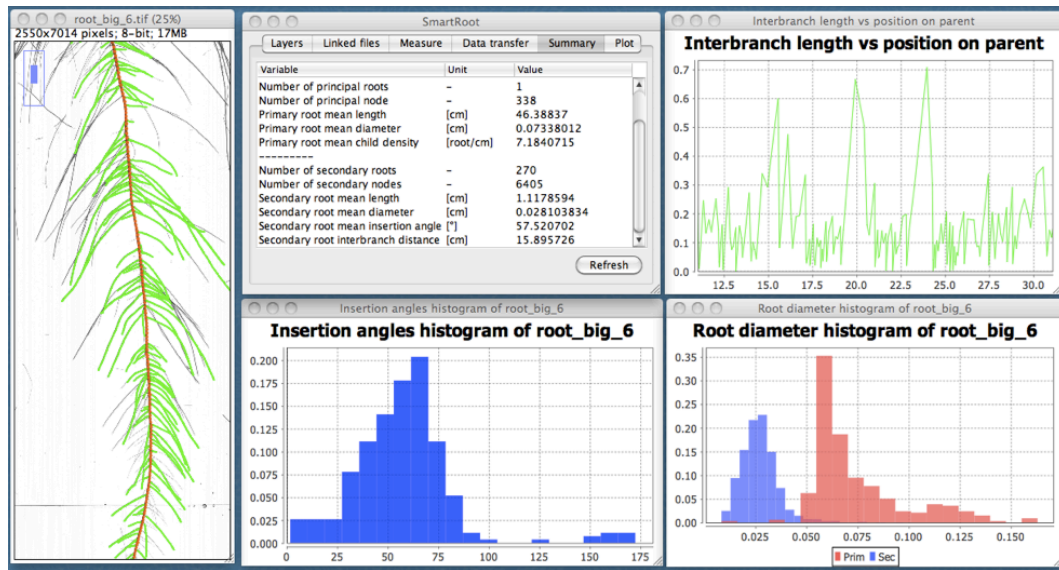 root_big_6.tif (25%)
2550x7014 pixels; 8-bit; 17MB
SmartRoot
Layers Linked files Measure Data transfer Summary Plot
Variable Unit Value
Number of principal roots – 1
Number of principal node – 338
Primary root mean length [cm] 46.38837
Primary root mean diameter [cm] 0.07338012
Primary root mean child density [root/cm] 7.1840715
---------
Number of secondary roots – 270
Number of secondary nodes – 6405
Secondary root mean length [cm] 1.1178594
Secondary root mean diameter [cm] 0.028103834
Secondary root mean insertion angle [°] 57.520702
Secondary root interbranch distance [cm] 15.895726
Refresh
Interbranch length vs position on parent
Interbranch length vs position on parent
0.7
0.6
0.5
0.4
0.3
0.2
0.1
0.0
12.5 15.0 17.5 20.0 22.5 25.0 27.5 30.0
Insertion angles histogram of root_big_6
Insertion angles histogram of root_big_6
0.200
0.175
0.150
0.125
0.100
0.075
0.050
0.025
0.000
0 25 50 75 100 125 150 175
Root diameter histogram of root_big_6
Root diameter histogram of root_big_6
0.35
0.30
0.25
0.20
0.15
0.10
0.05
0.00
0.025 0.050 0.075 0.100 0.125 0.150
Prim Sec